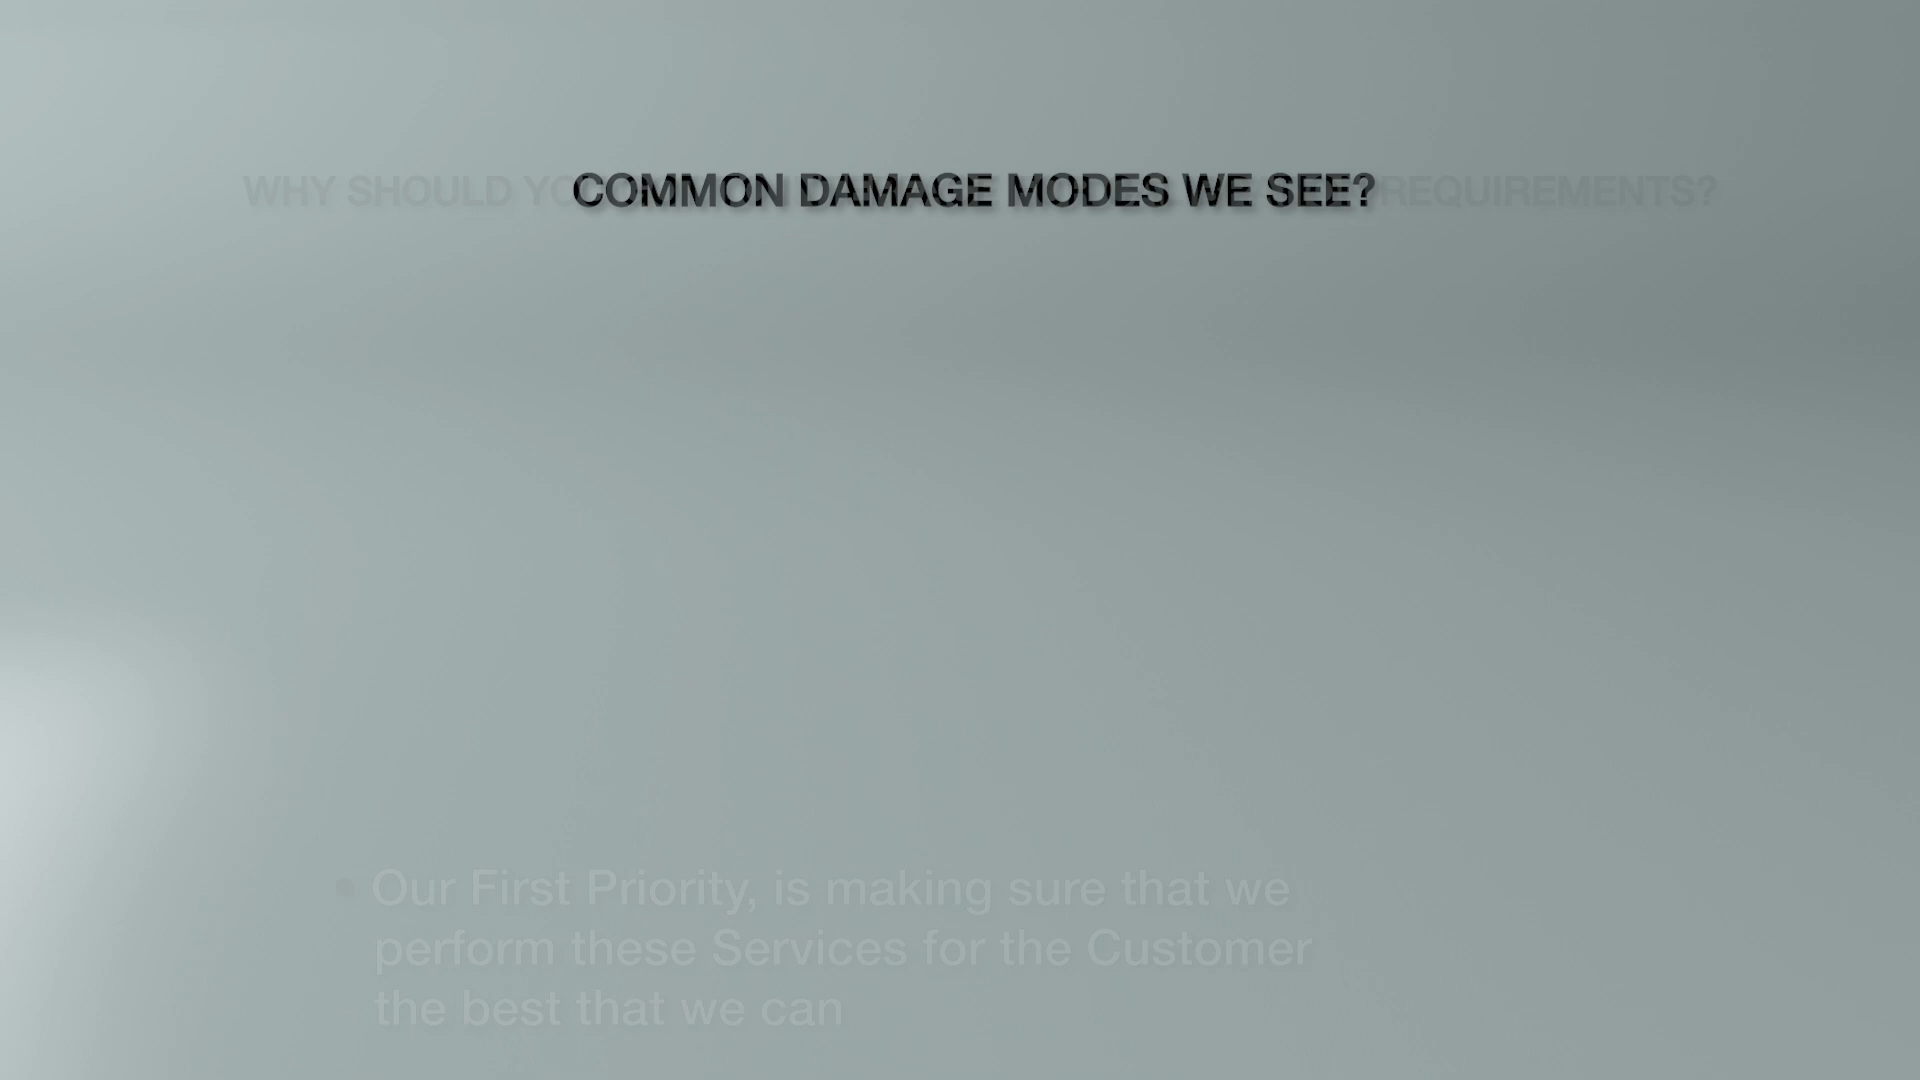 WHY SHOULD REQUIREMENTS?
COMMON DAMAGE MODES WE SEE?
• Our First Priority, is making sure that we
perform these Services for the Customer
the best that we can